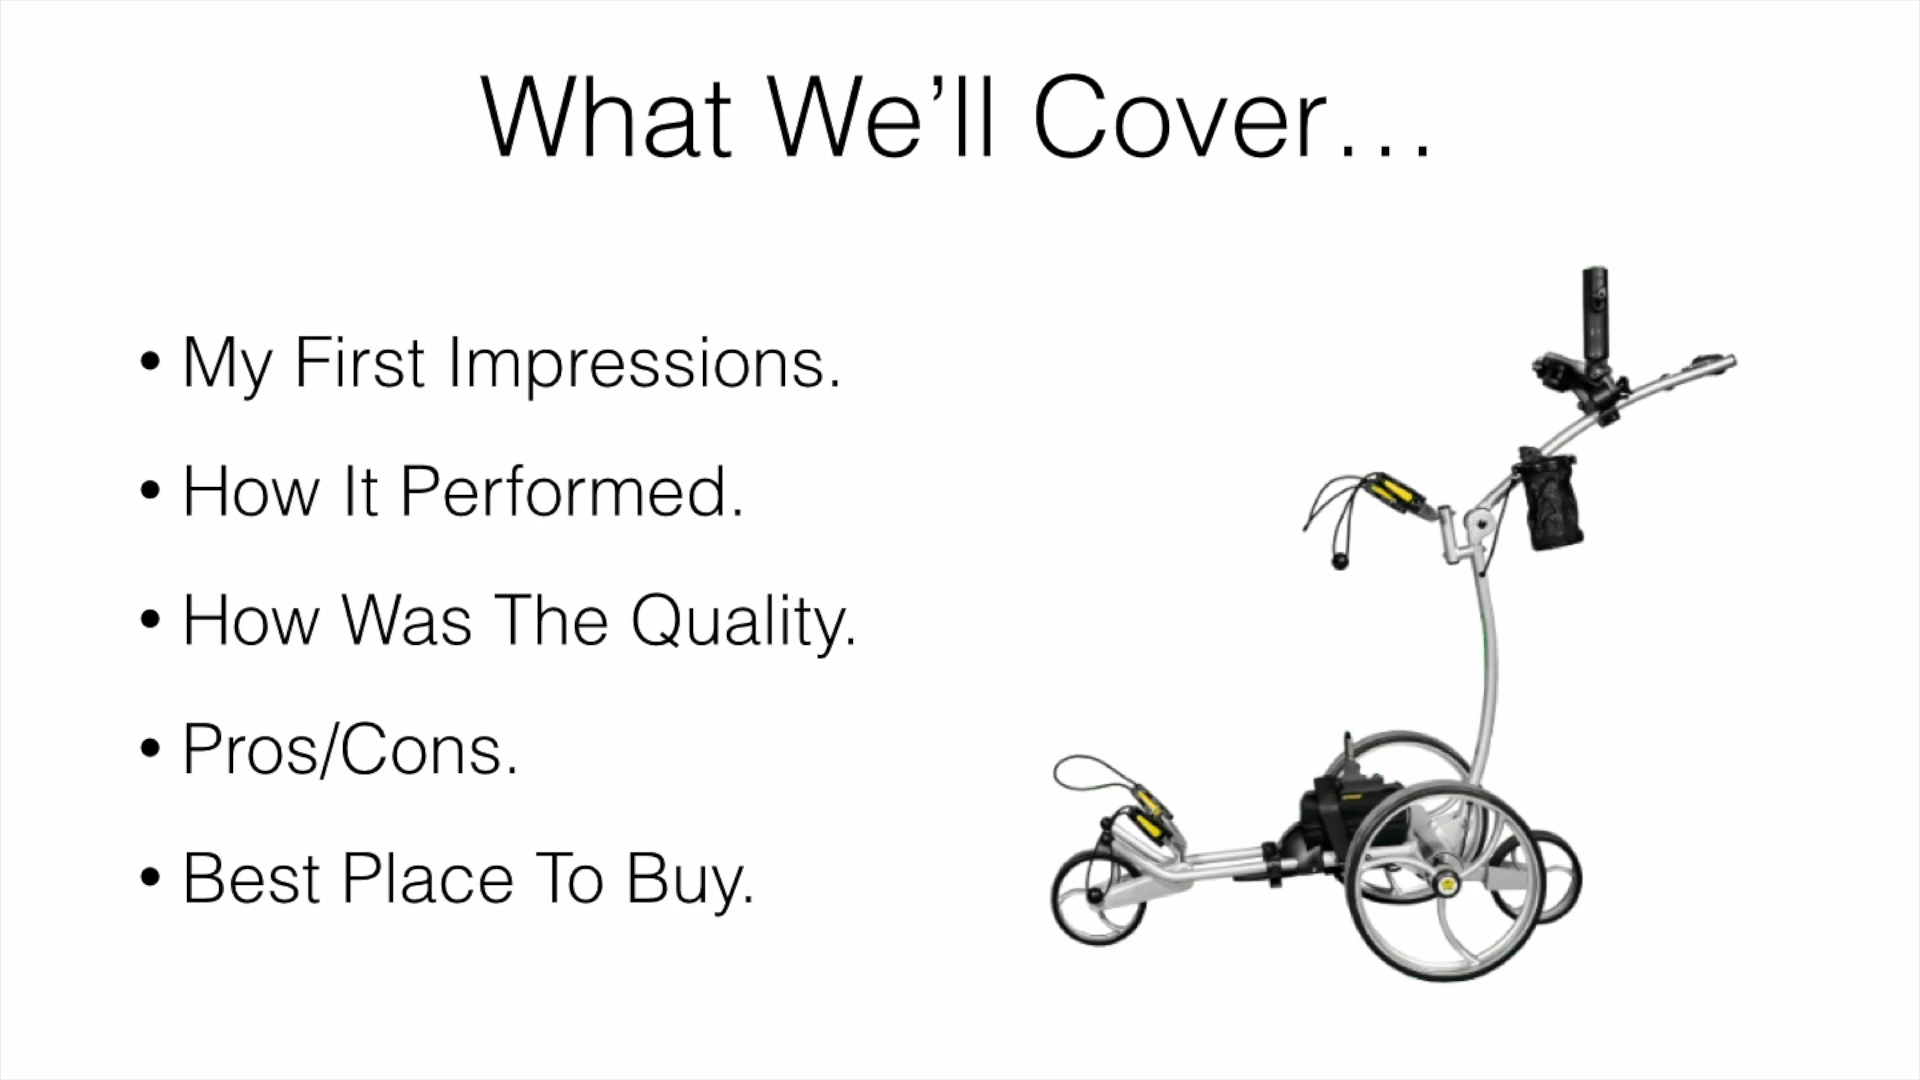 What We’ll Cover…
• My First Impressions.
• How It Performed.
• How Was The Quality.
• Pros/Cons.
• Best Place To Buy.